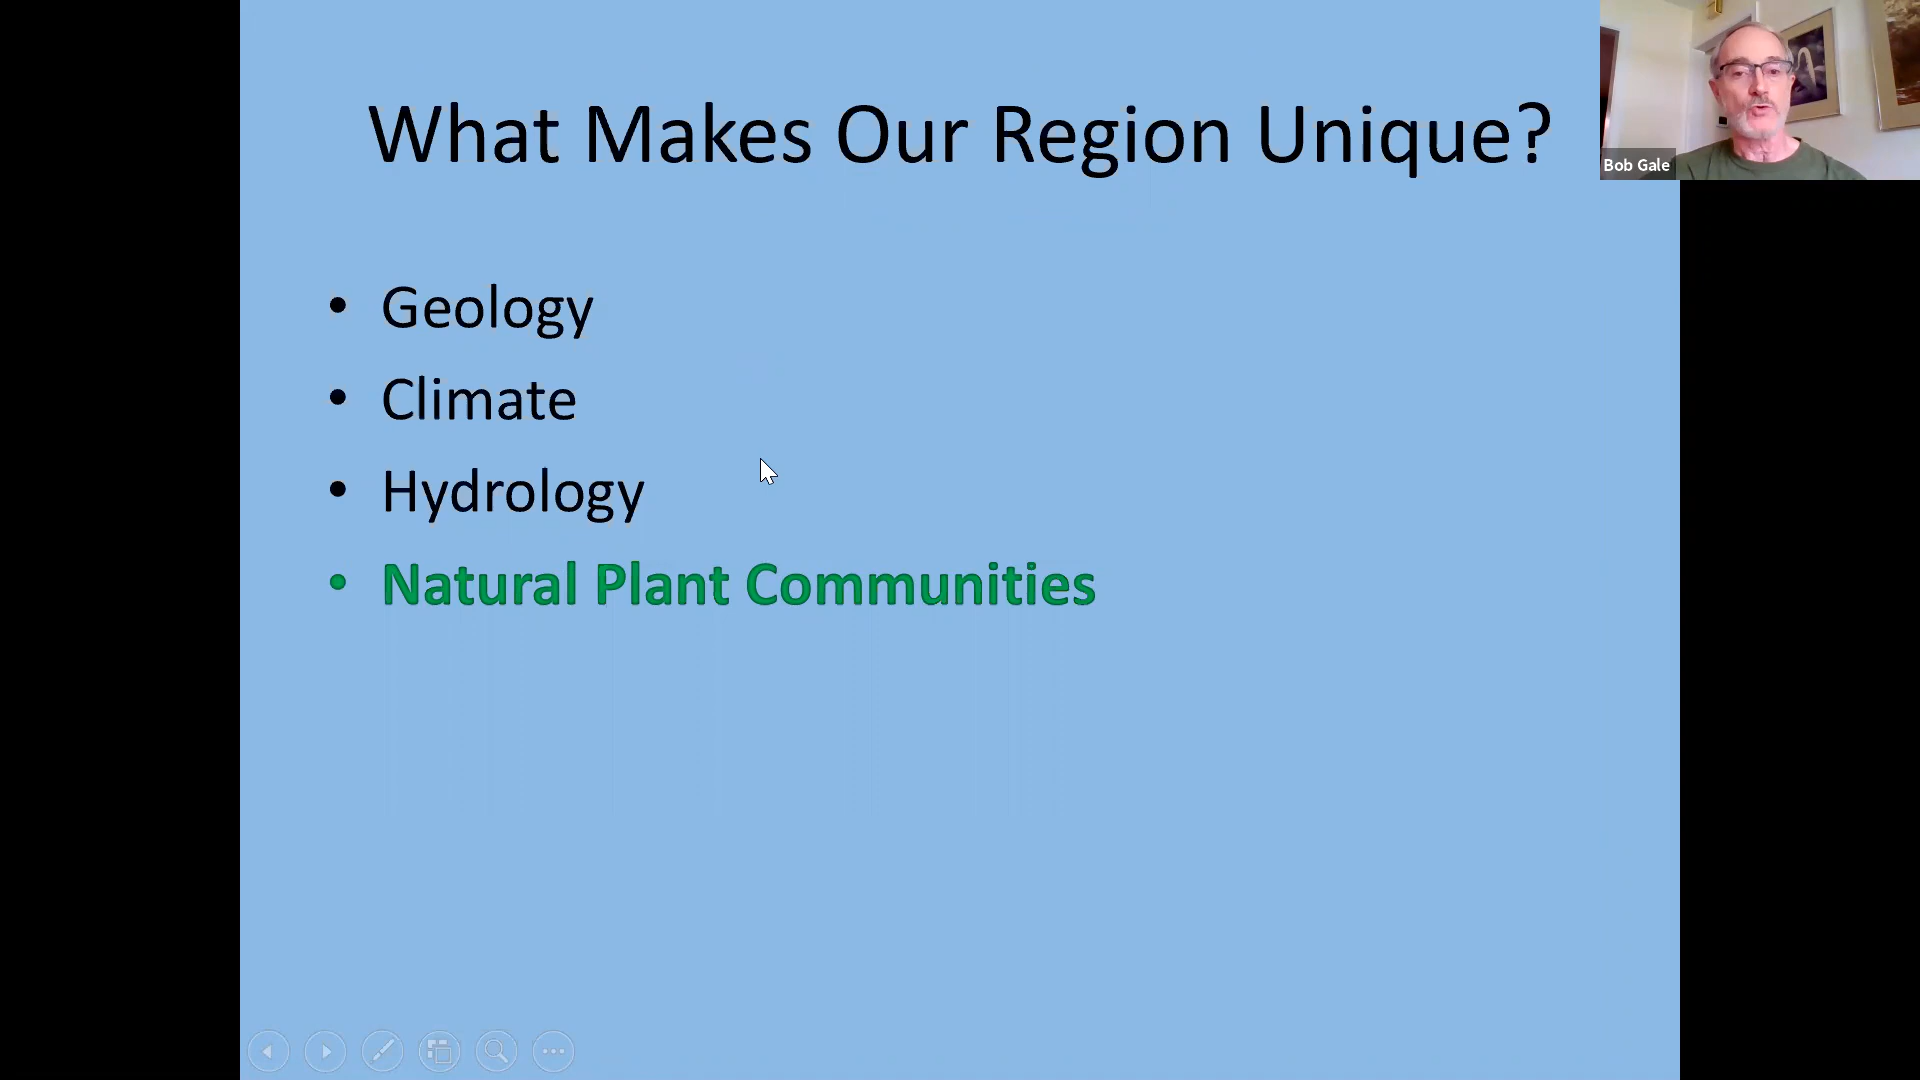 What Makes Our Region Unique?
Bob Gale
• Geology
• Climate
• Hydrology
• Natural Plant Communities